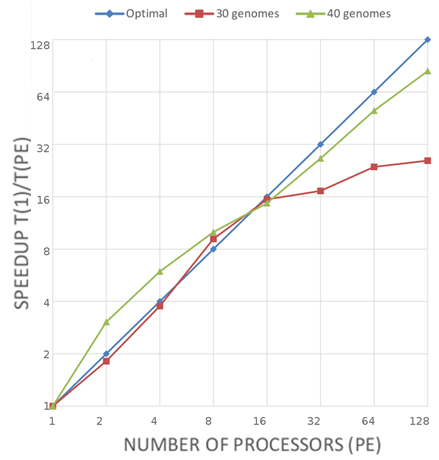 Optimal 30 genomes 40 genomes
128
64
32
16
8
4
2
1
SPEEDUP T(1)/T(PE)
1 2 4 8 16 32 64 128
NUMBER OF PROCESSORS (PE)